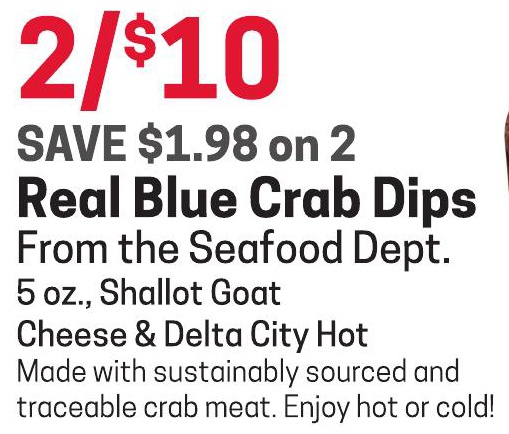 2/$10
SAVE $1.98 on 2
Real Blue Crab Dips
From the Seafood Dept.
5 oz., Shallot Goat
Cheese & Delta City Hot
Made with sustainably sourced and
traceable crab meat. Enjoy hot or cold!